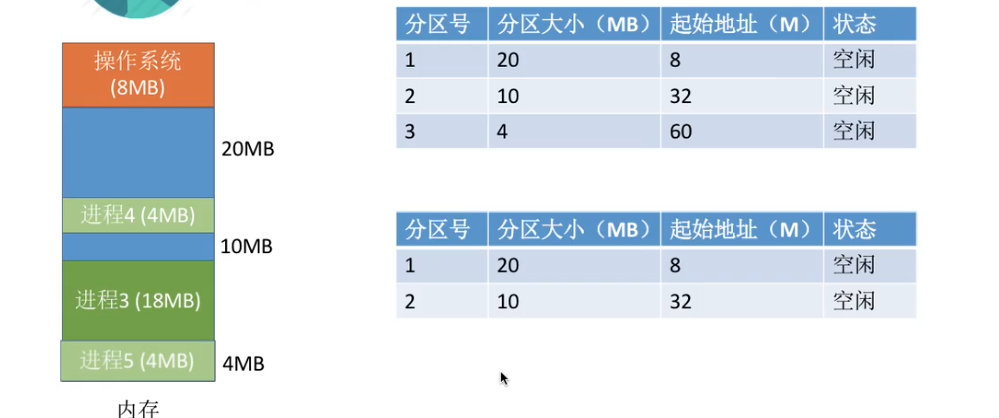 操作系统
(8MB)
20MB
进程4 (4MB)
10MB
进程3 (18MB)
进程5 (4MB)
4MB
内存
分区号 分区大小（MB） 起始地址（M） 状态
1 20 8 空闲
2 10 32 空闲
3 4 60 空闲
分区号 分区大小（MB） 起始地址（M） 状态
1 20 8 空闲
2 10 32 空闲